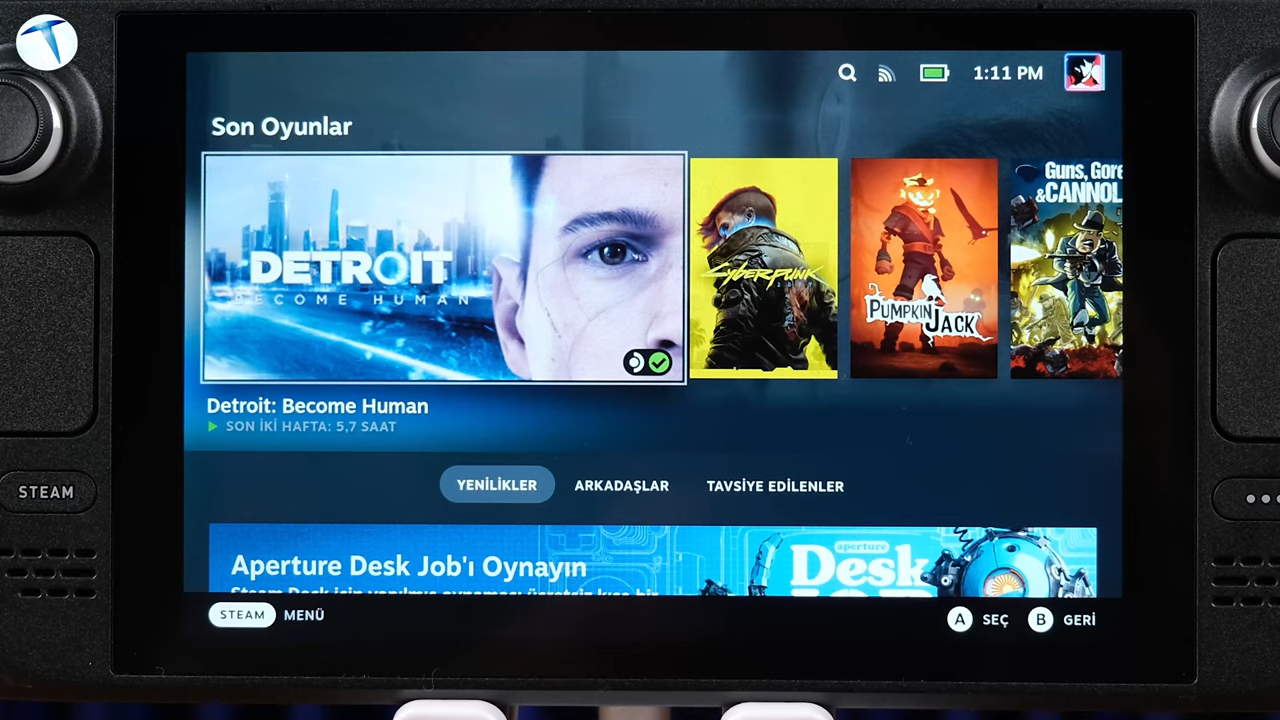 1:11 PM
Son Oyunlar
DETROIT
BECOME HUMAN
CYBERPUNK
2077
PUMPKIN
JACK
Guns, Gore
&CANNOL
Detroit: Become Human
SON İKİ HAFTA: 5,7 SAAT
STEAM
YENİLİKLER
ARKADAŞLAR
TAVSİYE EDİLENLER
Aperture Desk Job'ı Oynayın
aperture
Desk
STEAM
MENÜ
A
SEÇ
B
GERİ